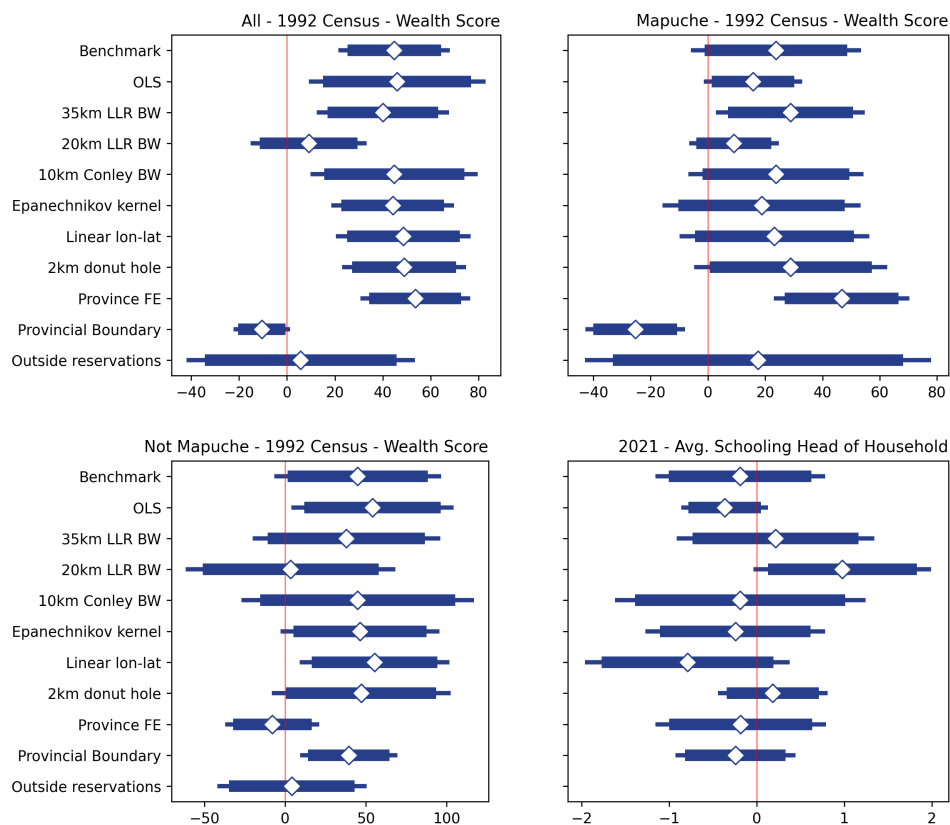 All - 1992 Census - Wealth Score
Mapuche - 1992 Census - Wealth Score
Benchmark
OLS
35km LLR BW
20km LLR BW
10km Conley BW
Epanechnikov kernel
Linear lon-lat
2km donut hole
Province FE
Provincial Boundary
Outside reservations
−40 −20 0 20 40 60 80
−40 −20 0 20 40 60 80
Not Mapuche - 1992 Census - Wealth Score
2021 - Avg. Schooling Head of Household
Benchmark
OLS
35km LLR BW
20km LLR BW
10km Conley BW
Epanechnikov kernel
Linear lon-lat
2km donut hole
Province FE
Provincial Boundary
Outside reservations
−50 0 50 100
−2 −1 0 1 2